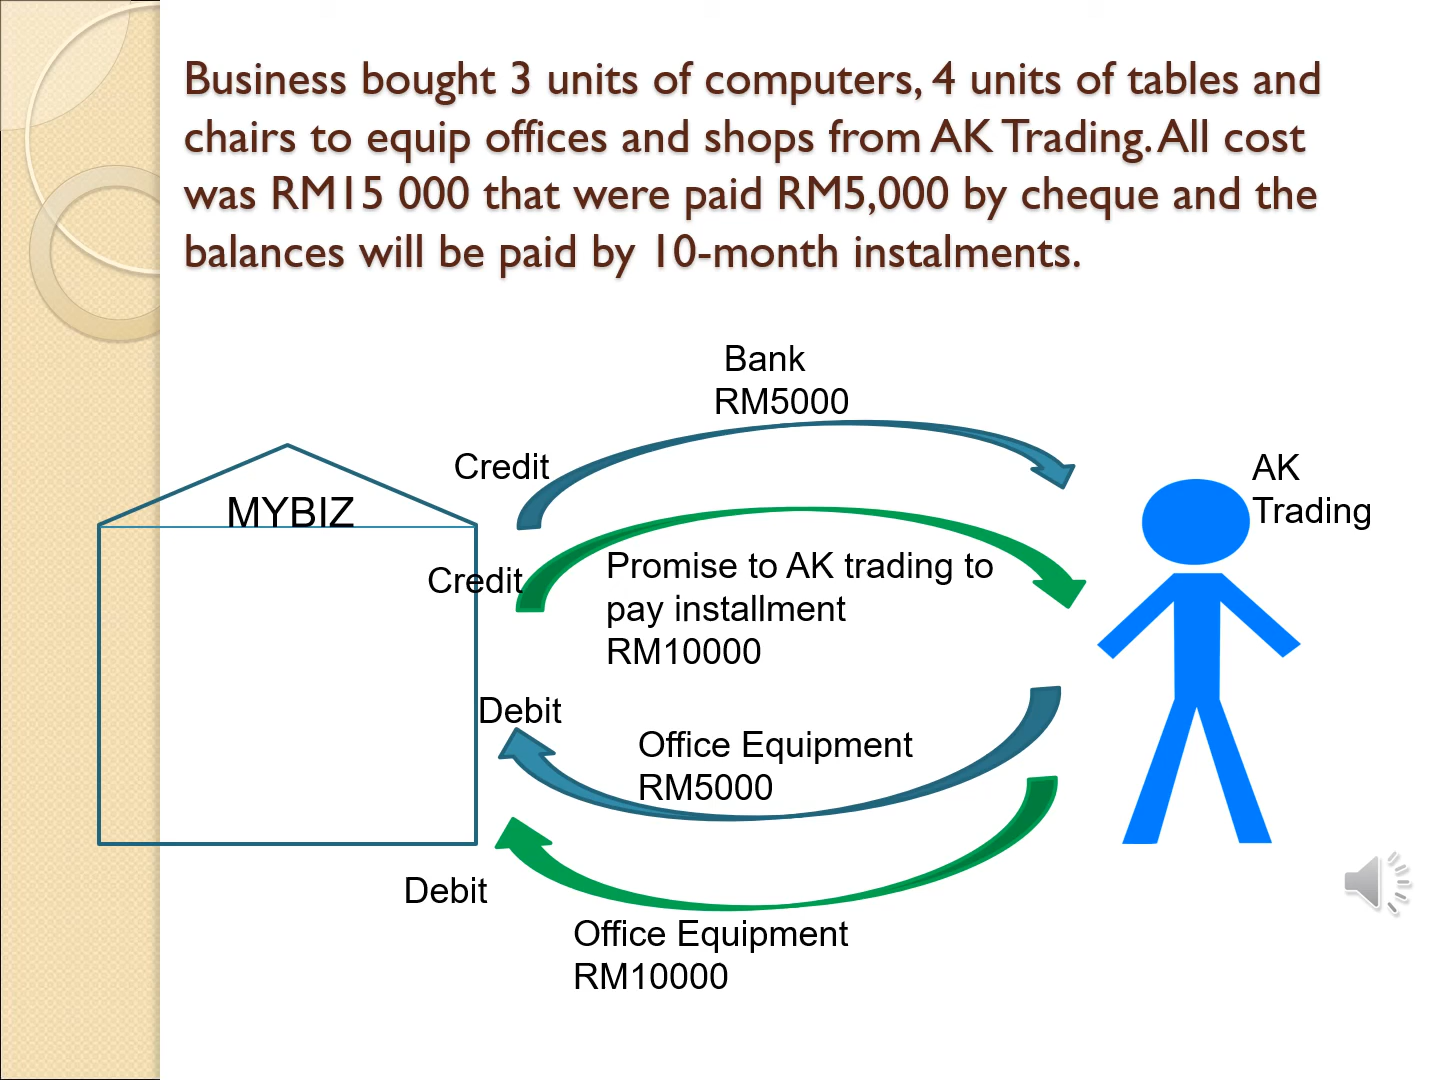 Business bought 3 units of computers, 4 units of tables and
chairs to equip offices and shops from AK Trading. All cost
was RM15 000 that were paid RM5,000 by cheque and the
balances will be paid by 10-month instalments.
Bank
RM5000
Credit
AK
Trading
MYBIZ
Credit
Promise to AK trading to
pay installment
RM10000
Debit
Office Equipment
RM5000
Debit
Office Equipment
RM10000